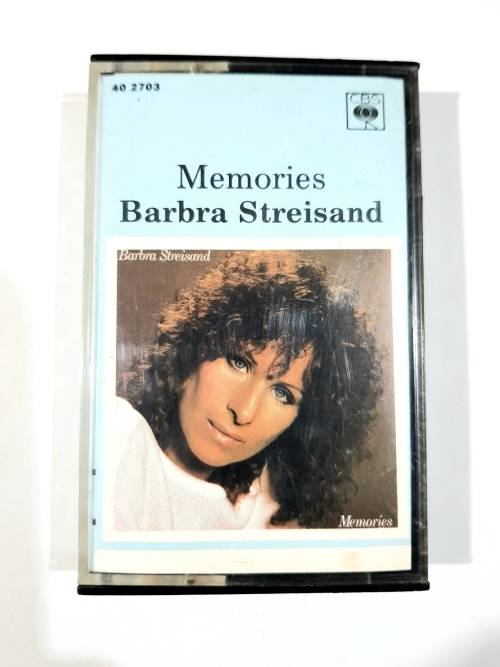 40 2703
CBS
Memories
Barbra Streisand
Barbra Streisand
Memories